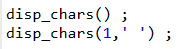 disp_chars() ;
disp_chars(1,' ') ;